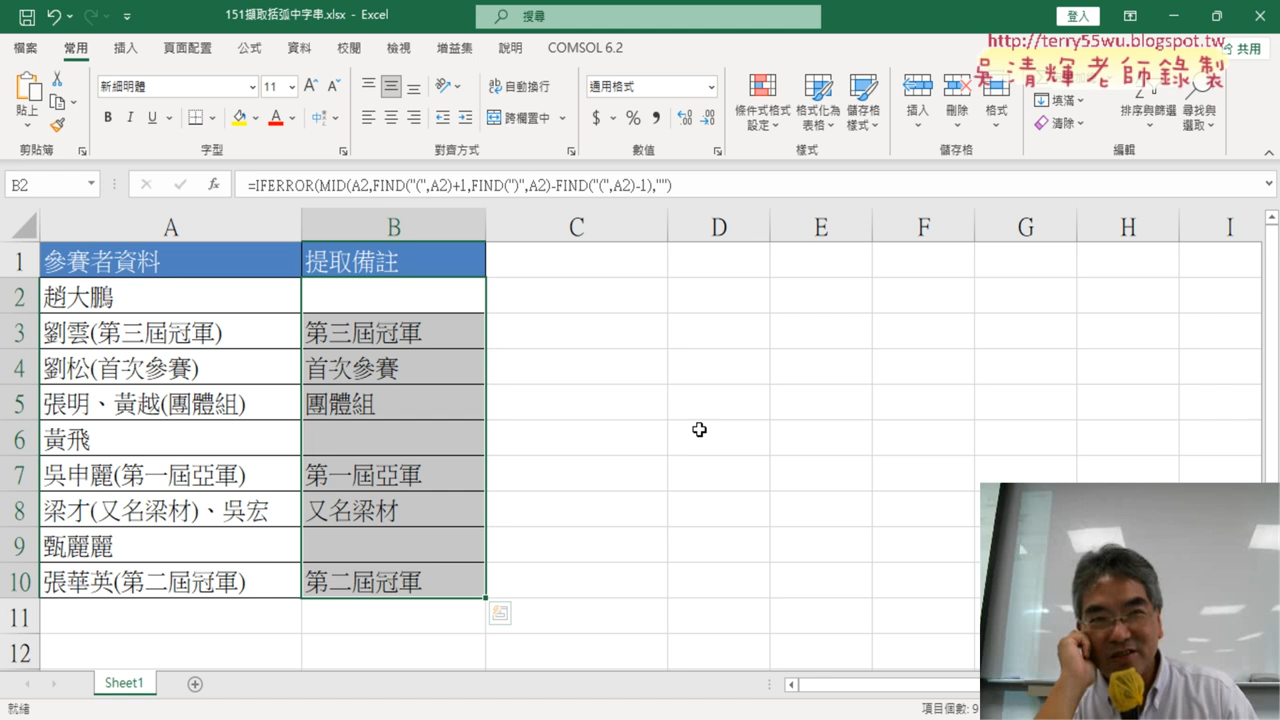 151擷取括弧中字串.xlsx - Excel
搜尋
登入
檔案 常用 插入 頁面配置 公式 資料 校閱 檢視 增益集 說明 COMSOL 6.2
http://terry55wu.blogspot.tw
共用
吳清輝老師錄製
貼上
新細明體 11
B I U
自動換行
跨欄置中
通用格式
$ % 9
條件式格式設定
格式化為表格
儲存格樣式
插入 刪除 格式
填滿
清除
排序與篩選
尋找與選取
剪貼簿 字型 對齊方式 數值 樣式 儲存格 編輯
B2
fx
=IFERROR(MID(A2,FIND("(",A2)+1,FIND(")",A2)-FIND("(",A2)-1),"")
A B C D E F G H I
1 參賽者資料 提取備註
2 趙大鵬
3 劉雲(第三屆冠軍) 第三屆冠軍
4 劉松(首次參賽) 首次參賽
5 張明、黃越(團體組) 團體組
6 黃飛
7 吳申麗(第一屆亞軍) 第一屆亞軍
8 梁才(又名梁材)、吳宏 又名梁材
9 甄麗麗
10 張華英(第二屆冠軍) 第二屆冠軍
11
12
Sheet1
就緒
項目個數: 9